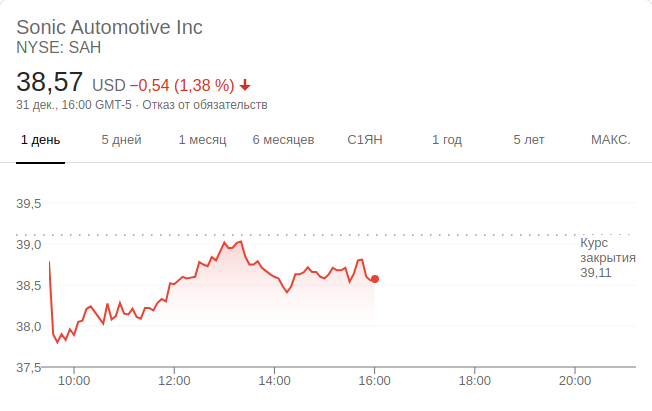 Sonic Automotive Inc
NYSE: SAH
38,57 USD −0,54 (1,38 %) ↓
31 дек., 16:00 GMT-5 · Отказ от обязательств
1 день 5 дней 1 месяц 6 месяцев С1ЯН 1 год 5 лет МАКС.
39,5
39,0
38,5
38,0
37,5
Курс
закрытия
39,11
10:00 12:00 14:00 16:00 18:00 20:00